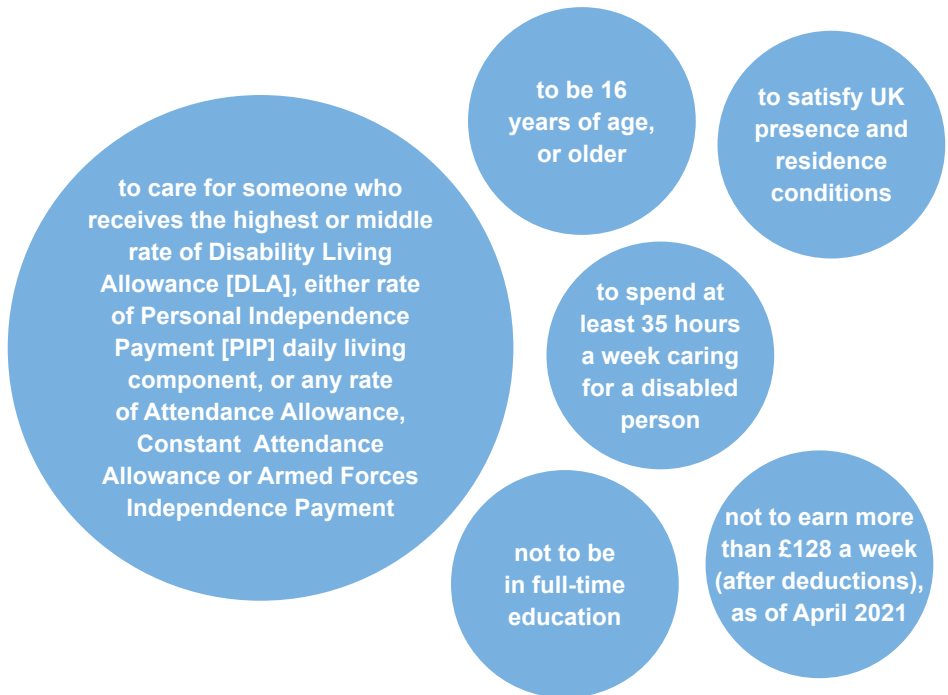 to care for someone who
receives the highest or middle
rate of Disability Living
Allowance [DLA], either rate
of Personal Independence
Payment [PIP] daily living
component, or any rate
of Attendance Allowance,
Constant Attendance
Allowance or Armed Forces
Independence Payment
to be 16
years of age,
or older
to satisfy UK
presence and
residence
conditions
to spend at
least 35 hours
a week caring
for a disabled
person
not to be
in full-time
education
not to earn more
than £128 a week
(after deductions),
as of April 2021